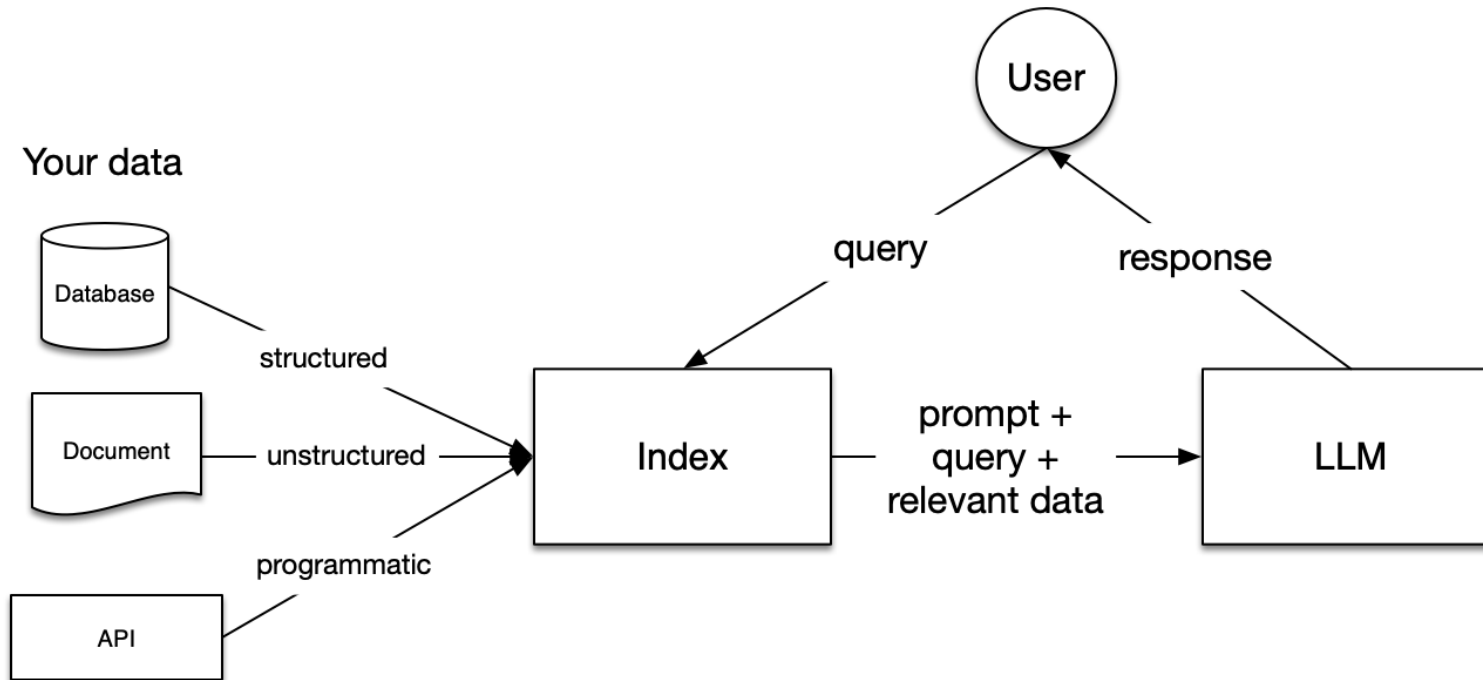 User
Your data
query
response
Database
structured
Document
unstructured
Index
prompt +
query +
relevant data
LLM
programmatic
API